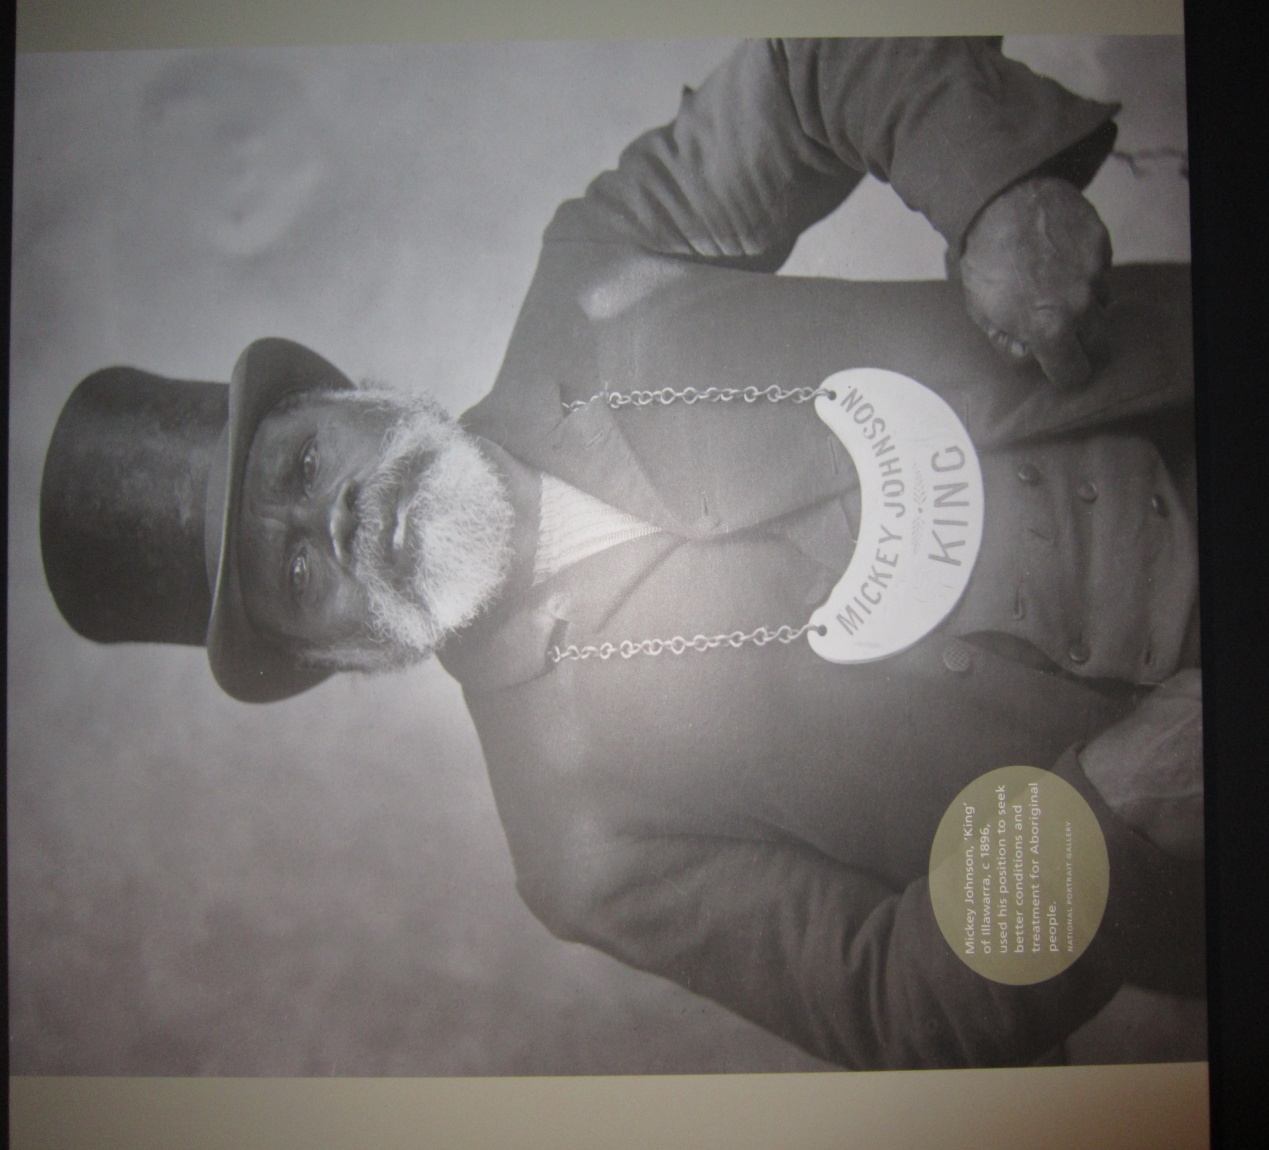 MICKEY JOHNSON
KING
Mickey Johnson, 'King'
of Illawarra, c 1896,
used his position to seek
better conditions and
treatment for Aboriginal
people.
NATIONAL PORTRAIT GALLERY